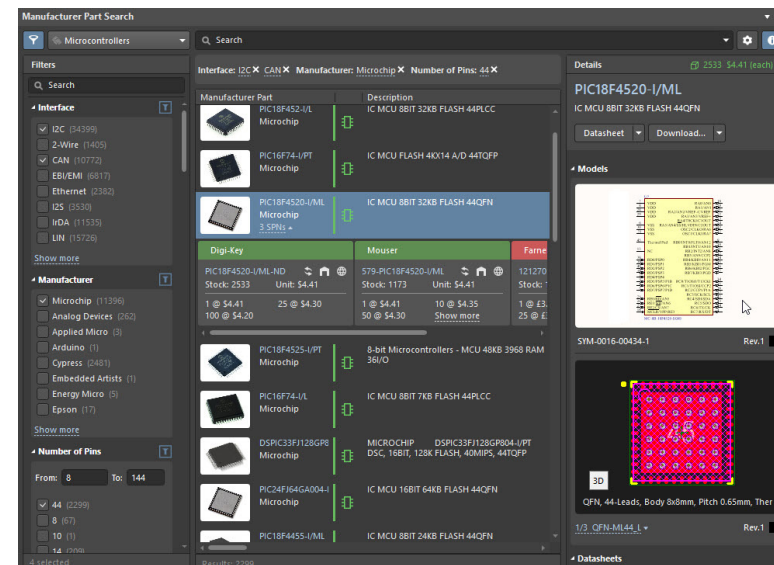 Manufacturer Part Search
Microcontrollers
Search
Filters
Search
Interface
I2C (34399)
2-Wire (1405)
CAN (10772)
EBI/EMI (6817)
Ethernet (2382)
I2S (3530)
IrDA (11535)
LIN (15726)
Show more
Manufacturer
Microchip (11396)
Analog Devices (262)
Applied Micro (3)
Arduino (1)
Cypress (2481)
Embedded Artists (1)
Energy Micro (5)
Epson (17)
Show more
Number of Pins
From: 8 To: 144
44 (2299)
8 (67)
10 (1)
14 (209)
4 selected
Interface: I2C X CAN X Manufacturer: Microchip X Number of Pins: 44 X
Manufacturer Part Description
PIC18F452-I/L IC MCU 8BIT 32KB FLASH 44PLCC
Microchip
PIC16F74-I/PT IC MCU FLASH 4KX14 A/D 44TQFP
Microchip
PIC18F4520-I/ML IC MCU 8BIT 32KB FLASH 44QFN
Microchip
3 SPNs
Digi-Key Mouser Farne
PIC18F4520-I/ML-ND 579-PIC18F4520-I/ML 121270
Stock: 2533 Unit: $4.41 Stock: 1173 Unit: $4.41 Stock:
1 @ $4.41 25 @ $4.30 1 @ $4.41 10 @ $4.35 1 @ £3.
100 @ $4.20 50 @ $4.30 Show more 25 @ £
PIC18F4525-I/PT 8-bit Microcontrollers - MCU 48KB 3968 RAM
Microchip 36I/O
PIC16F74-I/L IC MCU 8BIT 7KB FLASH 44PLCC
Microchip
DSPIC33FJ128GP8 MICROCHIP DSPIC33FJ128GP804-I/PT
Microchip DSC, 16BIT, 128K FLASH, 40MIPS, 44TQFP
PIC24FJ64GA004-I IC MCU 16BIT 64KB FLASH 44QFN
Microchip
PIC18F4455-I/ML IC MCU 8BIT 24KB FLASH 44QFN
Results: 2299
Details 2533 $4.41 (each)
PIC18F4520-I/ML
IC MCU 8BIT 32KB FLASH 44QFN
Datasheet Download...
Models
SYM-0016-00434-1 Rev.1
3D
QFN, 44-Leads, Body 8x8mm, Pitch 0.65mm, Ther
1/3 QFN-ML44_L Rev.1
Datasheets